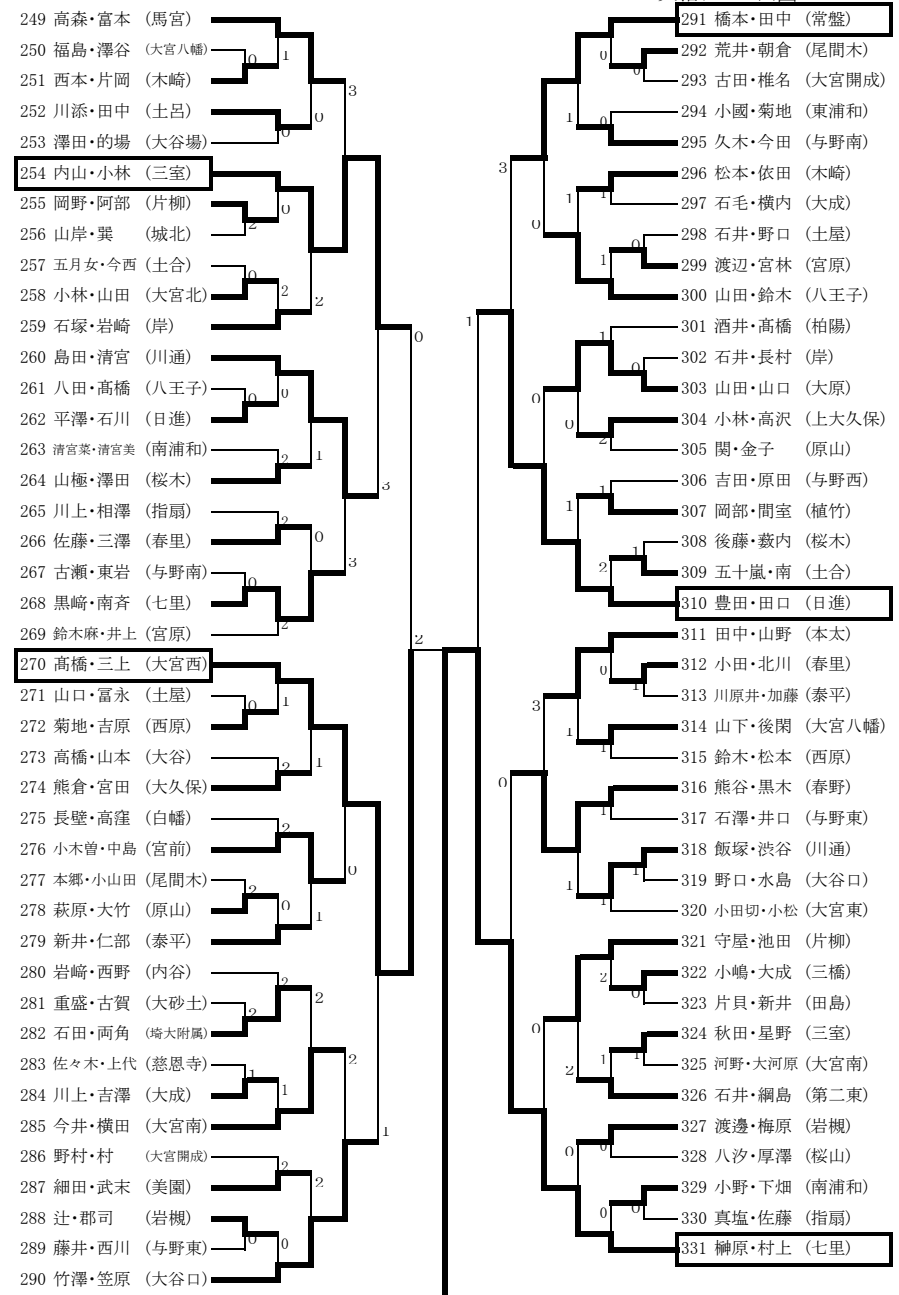 249 高森・富本 （馬宮）
250 福島・澤谷 （大宮八幡）
251 西本・片岡 （木崎）
252 川添・田中 （土呂）
253 澤田・的場 （大谷場）
254 内山・小林 （三室）
255 岡野・阿部 （片柳）
256 山岸・巽 （城北）
257 五月女・今西 （土合）
258 小林・山田 （大宮北）
259 石塚・岩崎 （岸）
260 島田・清宮 （川通）
261 八田・髙橋 （八王子）
262 平澤・石川 （日進）
263 清宮菜・清宮美 （南浦和）
264 山極・澤田 （桜木）
265 川上・相澤 （指扇）
266 佐藤・三澤 （春里）
267 古瀬・東岩 （与野南）
268 黒﨑・南斉 （七里）
269 鈴木麻・井上 （宮原）
270 髙橋・三上 （大宮西）
271 山口・冨永 （土屋）
272 菊地・吉原 （西原）
273 高橋・山本 （大谷）
274 熊倉・宮田 （大久保）
275 長壁・高窪 （白幡）
276 小木曽・中島 （宮前）
277 本郷・小山田 （尾間木）
278 萩原・大竹 （原山）
279 新井・仁部 （泰平）
280 岩﨑・西野 （内谷）
281 重盛・古賀 （大砂土）
282 石田・両角 （埼大附属）
283 佐々木・上代 （慈恩寺）
284 川上・吉澤 （大成）
285 今井・横田 （大宮南）
286 野村・村 （大宮開成）
287 細田・武末 （美園）
288 辻・郡司 （岩槻）
289 藤井・西川 （与野東）
290 竹澤・笠原 （大谷口）
291 橋本・田中 （常盤）
292 荒井・朝倉 （尾間木）
293 古田・椎名 （大宮開成）
294 小國・菊地 （東浦和）
295 久木・今田 （与野南）
296 松本・依田 （木崎）
297 石毛・横内 （大成）
298 石井・野口 （土屋）
299 渡辺・宮林 （宮原）
300 山田・鈴木 （八王子）
301 酒井・髙橋 （柏陽）
302 石井・長村 （岸）
303 山田・山口 （大原）
304 小林・高沢 （上大久保）
305 関・金子 （原山）
306 吉田・原田 （与野西）
307 岡部・間室 （植竹）
308 後藤・薮内 （桜木）
309 五十嵐・南 （土合）
310 豊田・田口 （日進）
311 田中・山野 （本太）
312 小田・北川 （春里）
313 川原井・加藤 （泰平）
314 山下・後閑 （大宮八幡）
315 鈴木・松本 （西原）
316 熊谷・黒木 （春野）
317 石澤・井口 （与野東）
318 飯塚・渋谷 （川通）
319 野口・水島 （大谷口）
320 小田切・小松 （大宮東）
321 守屋・池田 （片柳）
322 小嶋・大成 （三橋）
323 片貝・新井 （田島）
324 秋田・星野 （三室）
325 河野・大河原 （大宮南）
326 石井・綱島 （第二東）
327 渡邊・梅原 （岩槻）
328 八汐・厚澤 （桜山）
329 小野・下畑 （南浦和）
330 真塩・佐藤 （指扇）
331 榊原・村上 （七里）